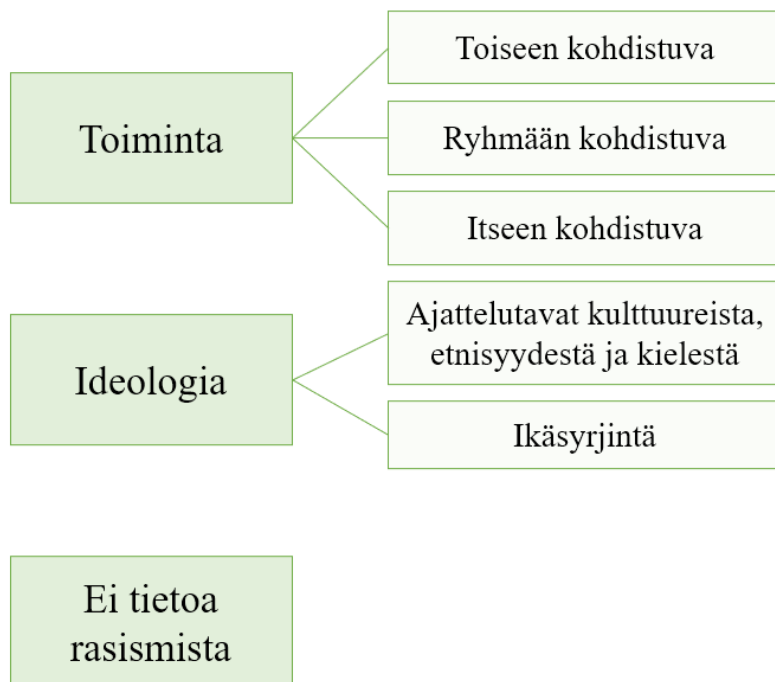 Toiminta
Toiseen kohdistuva
Ryhmään kohdistuva
Itseen kohdistuva
Ideologia
Ajattelutavat kulttuureista,
etnisyydestä ja kielestä
Ikäsyrjintä
Ei tietoa
rasismista